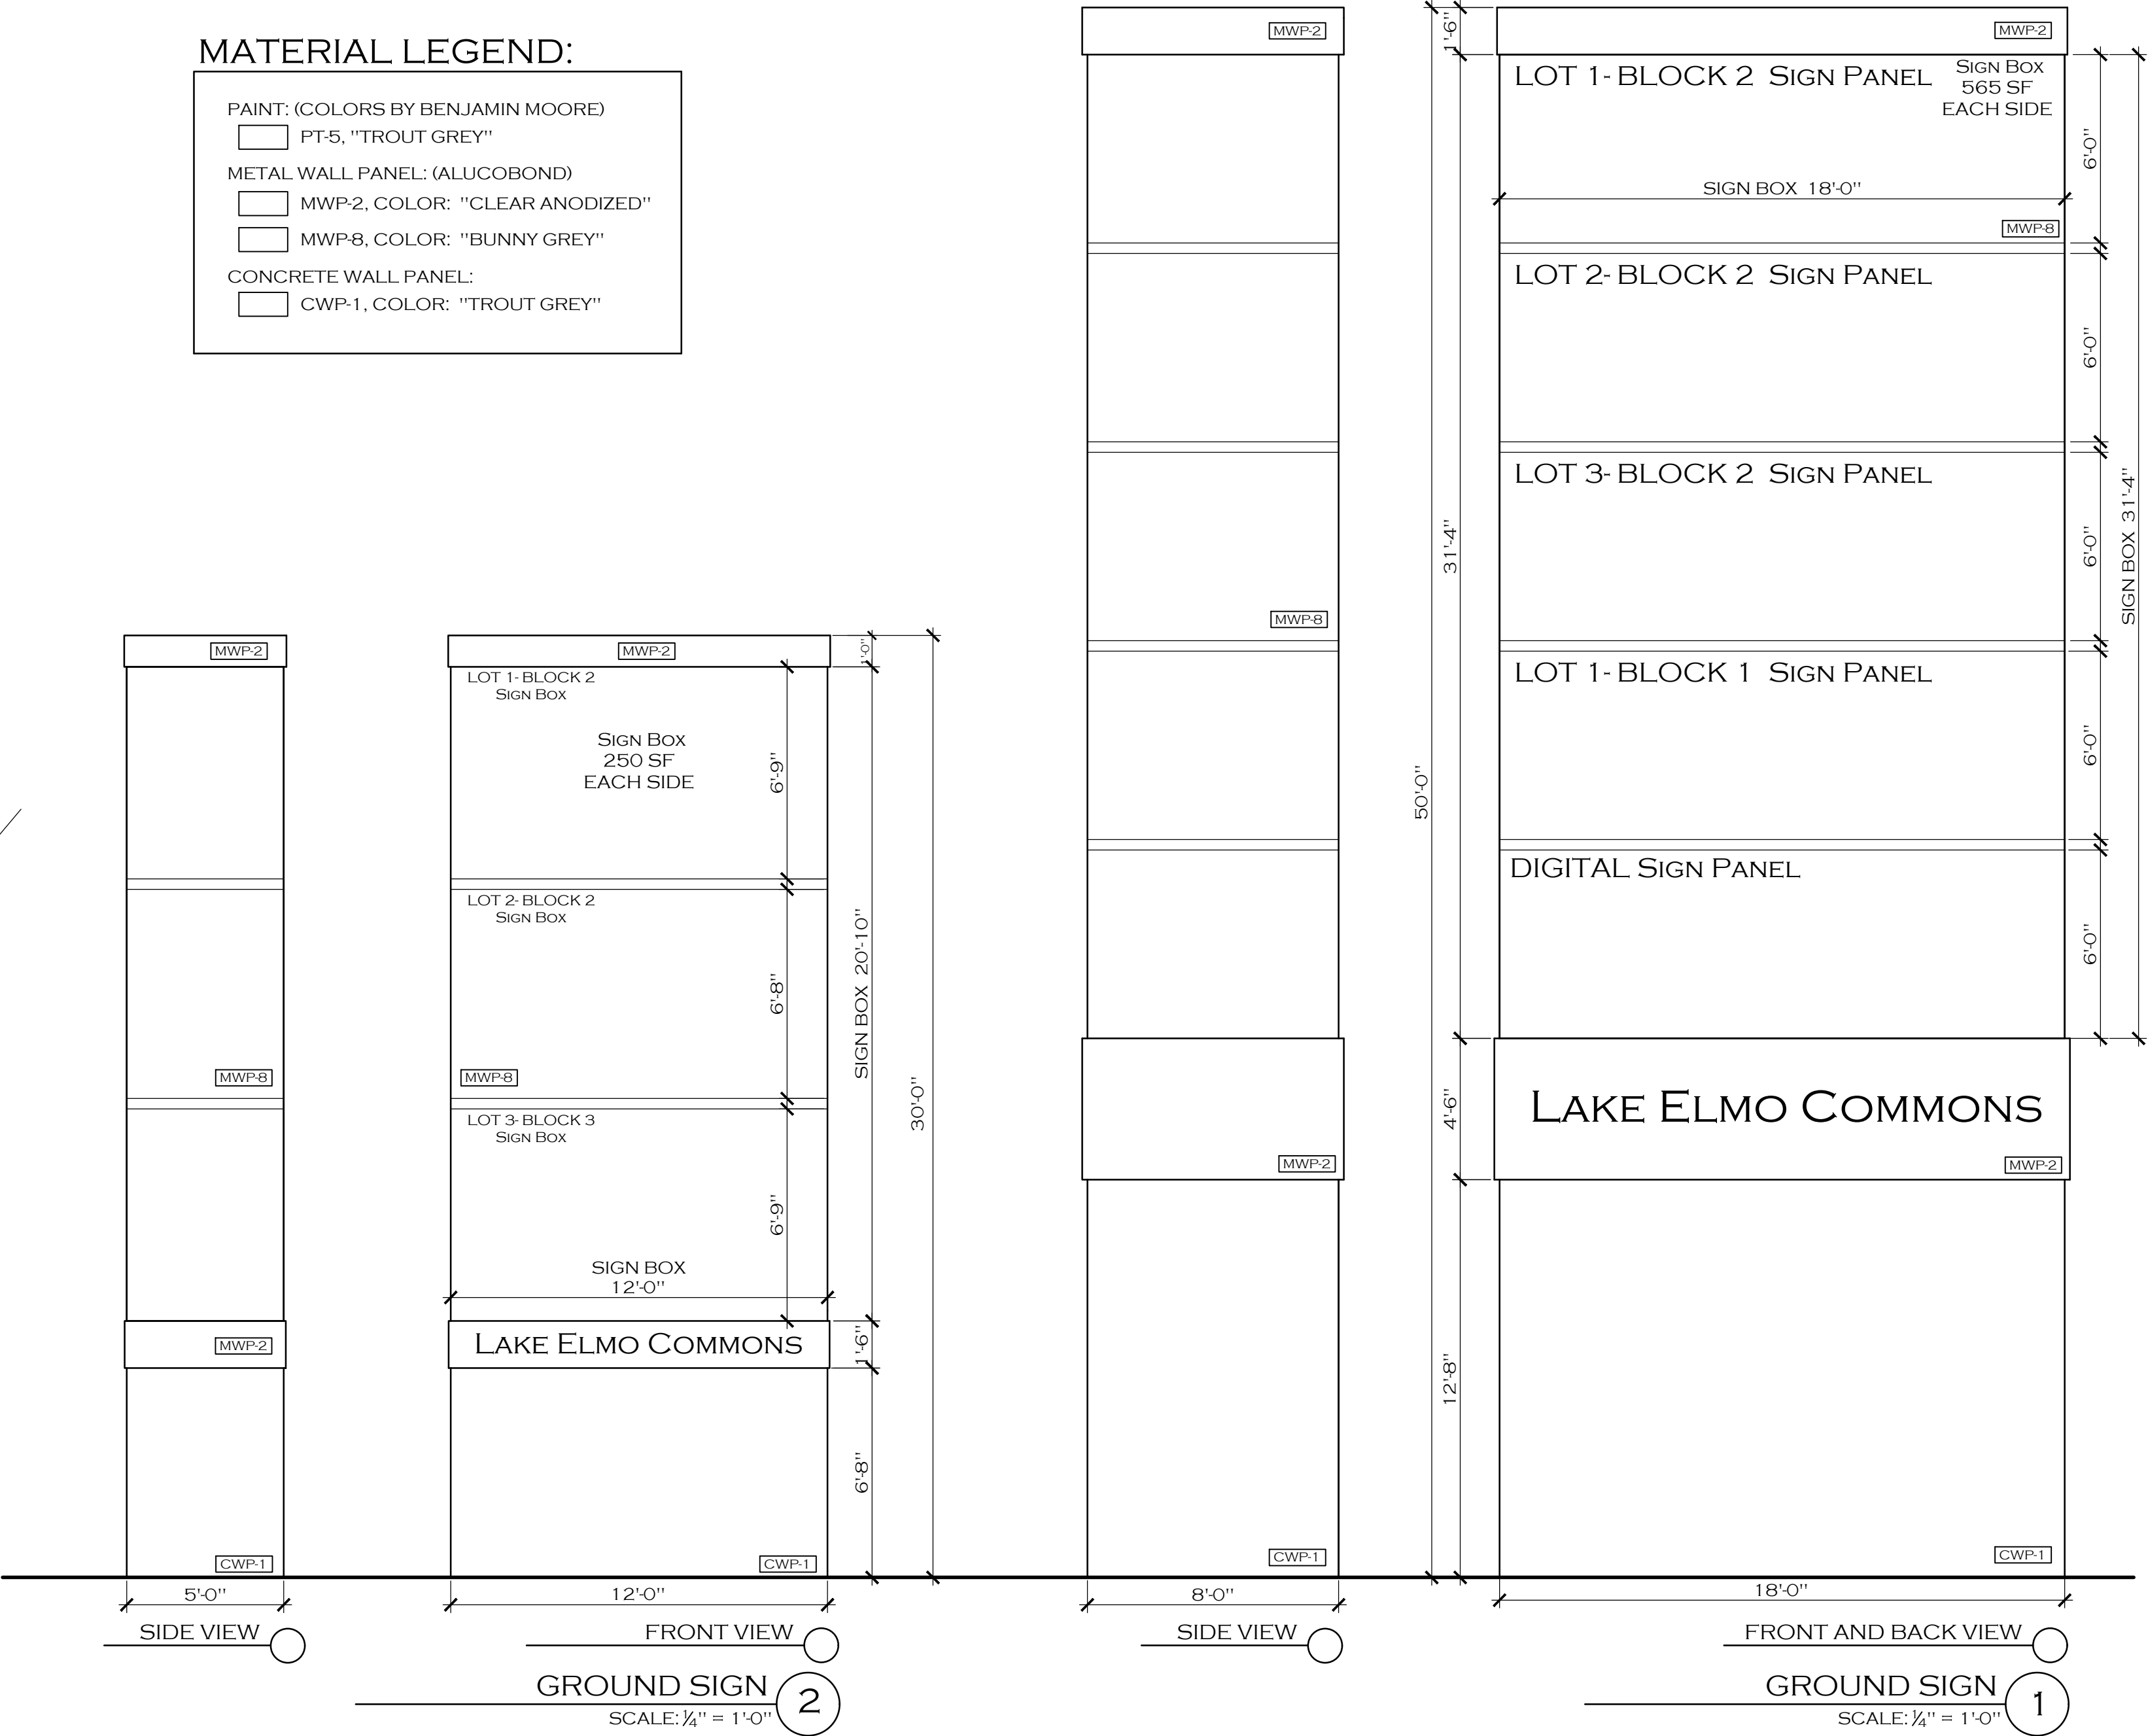 MATERIAL LEGEND:
PAINT: (COLORS BY BENJAMIN MOORE)
PT-5, "TROUT GREY"
METAL WALL PANEL: (ALUCOBOND)
MWP-2, COLOR: "CLEAR ANODIZED"
MWP-8, COLOR: "BUNNY GREY"
CONCRETE WALL PANEL:
CWP-1, COLOR: "TROUT GREY"
MWP-2
MWP-8
MWP-2
CWP-1
5'-0"
SIDE VIEW
MWP-2
LOT 1- BLOCK 2
SIGN BOX
SIGN BOX
250 SF
EACH SIDE
LOT 2- BLOCK 2
SIGN BOX
MWP-8
LOT 3- BLOCK 3
SIGN BOX
SIGN BOX
12'-0"
LAKE ELMO COMMONS
CWP-1
6'-9"
6'-8"
6'-9"
1'-0"
SIGN BOX 20'-10"
1'-6"
6'-8"
30'-0"
12'-0"
FRONT VIEW
GROUND SIGN
2
SCALE: ¼" = 1'-0"
MWP-2
MWP-8
MWP-2
CWP-1
8'-0"
SIDE VIEW
50'-0"
1'-6"
31'-4"
4'-6"
12'-8"
MWP-2
LOT 1- BLOCK 2 SIGN PANEL
SIGN BOX
565 SF
EACH SIDE
SIGN BOX 18'-0"
MWP-8
LOT 2- BLOCK 2 SIGN PANEL
LOT 3- BLOCK 2 SIGN PANEL
LOT 1- BLOCK 1 SIGN PANEL
DIGITAL SIGN PANEL
LAKE ELMO COMMONS
MWP-2
CWP-1
6'-0"
6'-0"
6'-0"
6'-0"
6'-0"
SIGN BOX 31'-4"
18'-0"
FRONT AND BACK VIEW
GROUND SIGN
1
SCALE: ¼" = 1'-0"